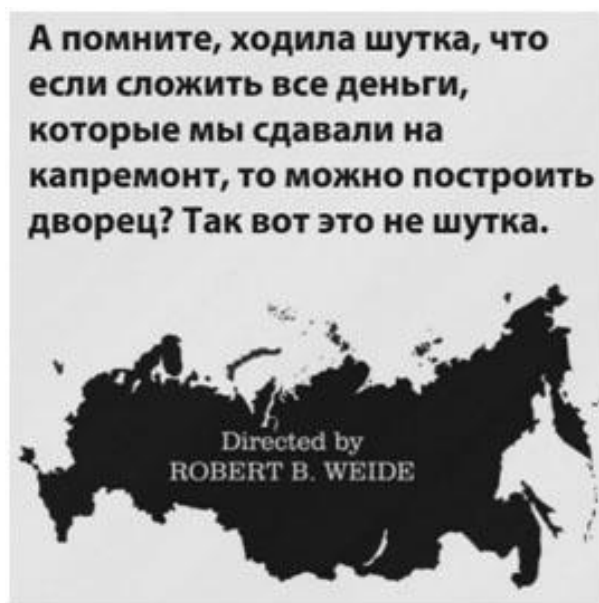 А помните, ходила шутка, что
если сложить все деньги,
которые мы сдавали на
капремонт, то можно построить
дворец? Так вот это не шутка.
Directed by
ROBERT B. WEIDE